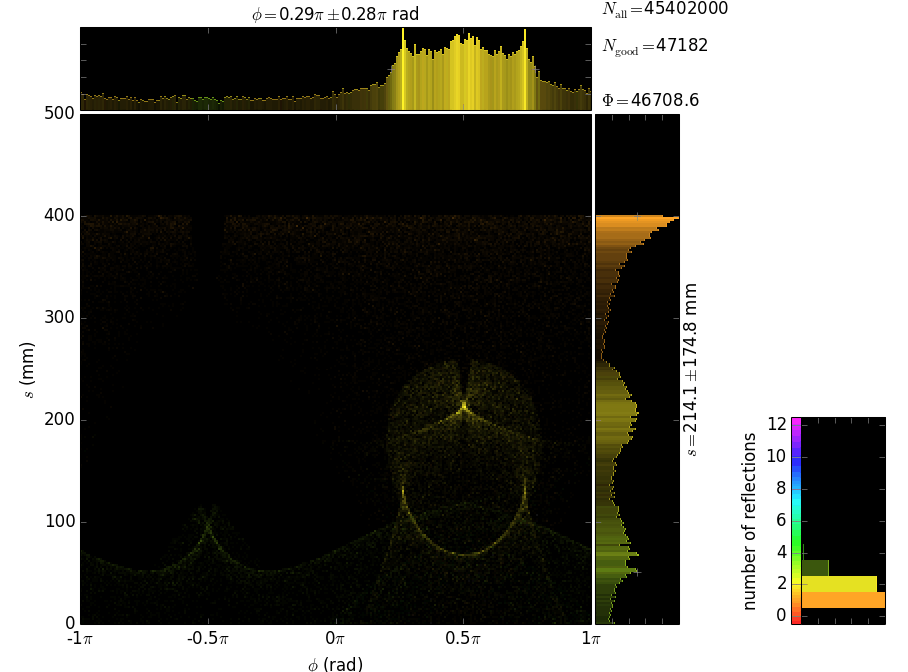 ϕ=0.29π±0.28π rad
N_all=45402000
N_good=47182
Φ=46708.6
500
400
300
200
100
0
s (mm)
-1π
-0.5π
0π
0.5π
1π
ϕ (rad)
s=214.1±174.8 mm
number of reflections
12
10
8
6
4
2
0